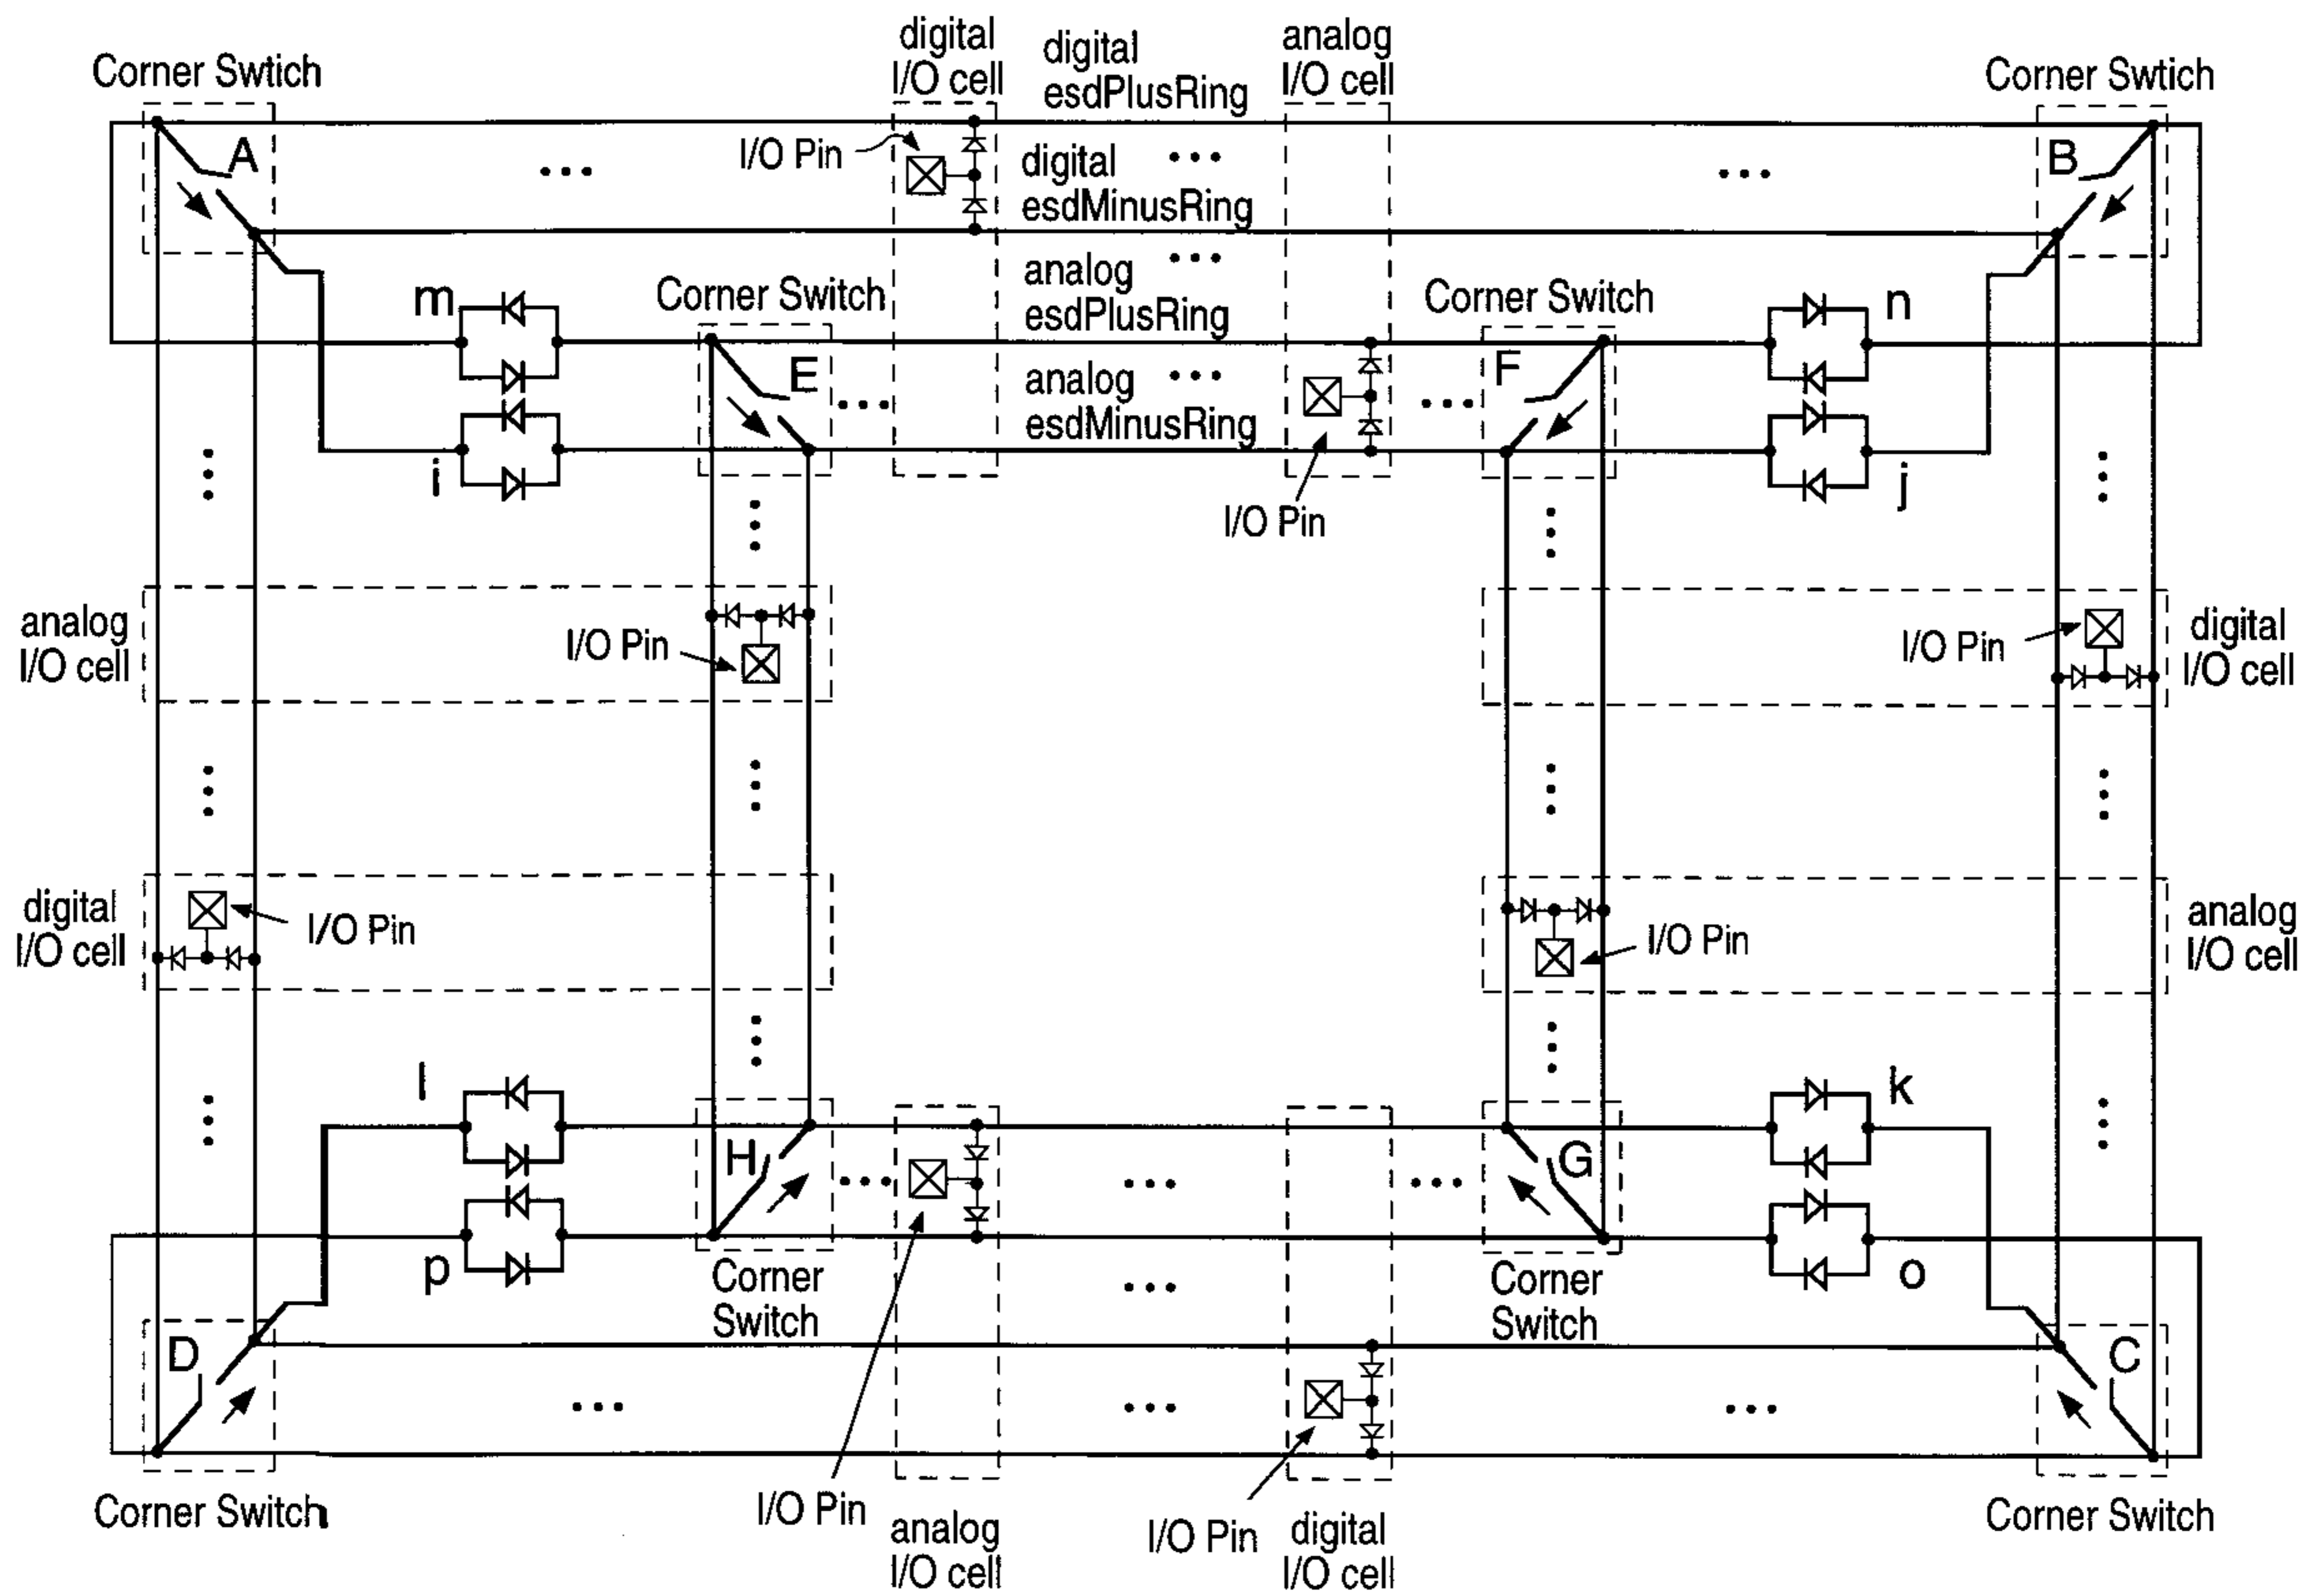 digital
I/O cell
digital
esdPlusRing
analog
I/O cell
Corner Swtich
Corner Swtich
A
I/O Pin
digital
esdMinusRing
B
m
Corner Switch
analog
esdPlusRing
Corner Switch
n
E
analog
esdMinusRing
F
i
I/O Pin
j
analog
I/O cell
I/O Pin
I/O Pin
digital
I/O cell
digital
I/O cell
I/O Pin
I/O Pin
analog
I/O cell
l
k
H
G
p
Corner
Switch
Corner
Switch
o
D
C
Corner Switch
I/O Pin
analog
I/O cell
I/O Pin
digital
I/O cell
Corner Switch